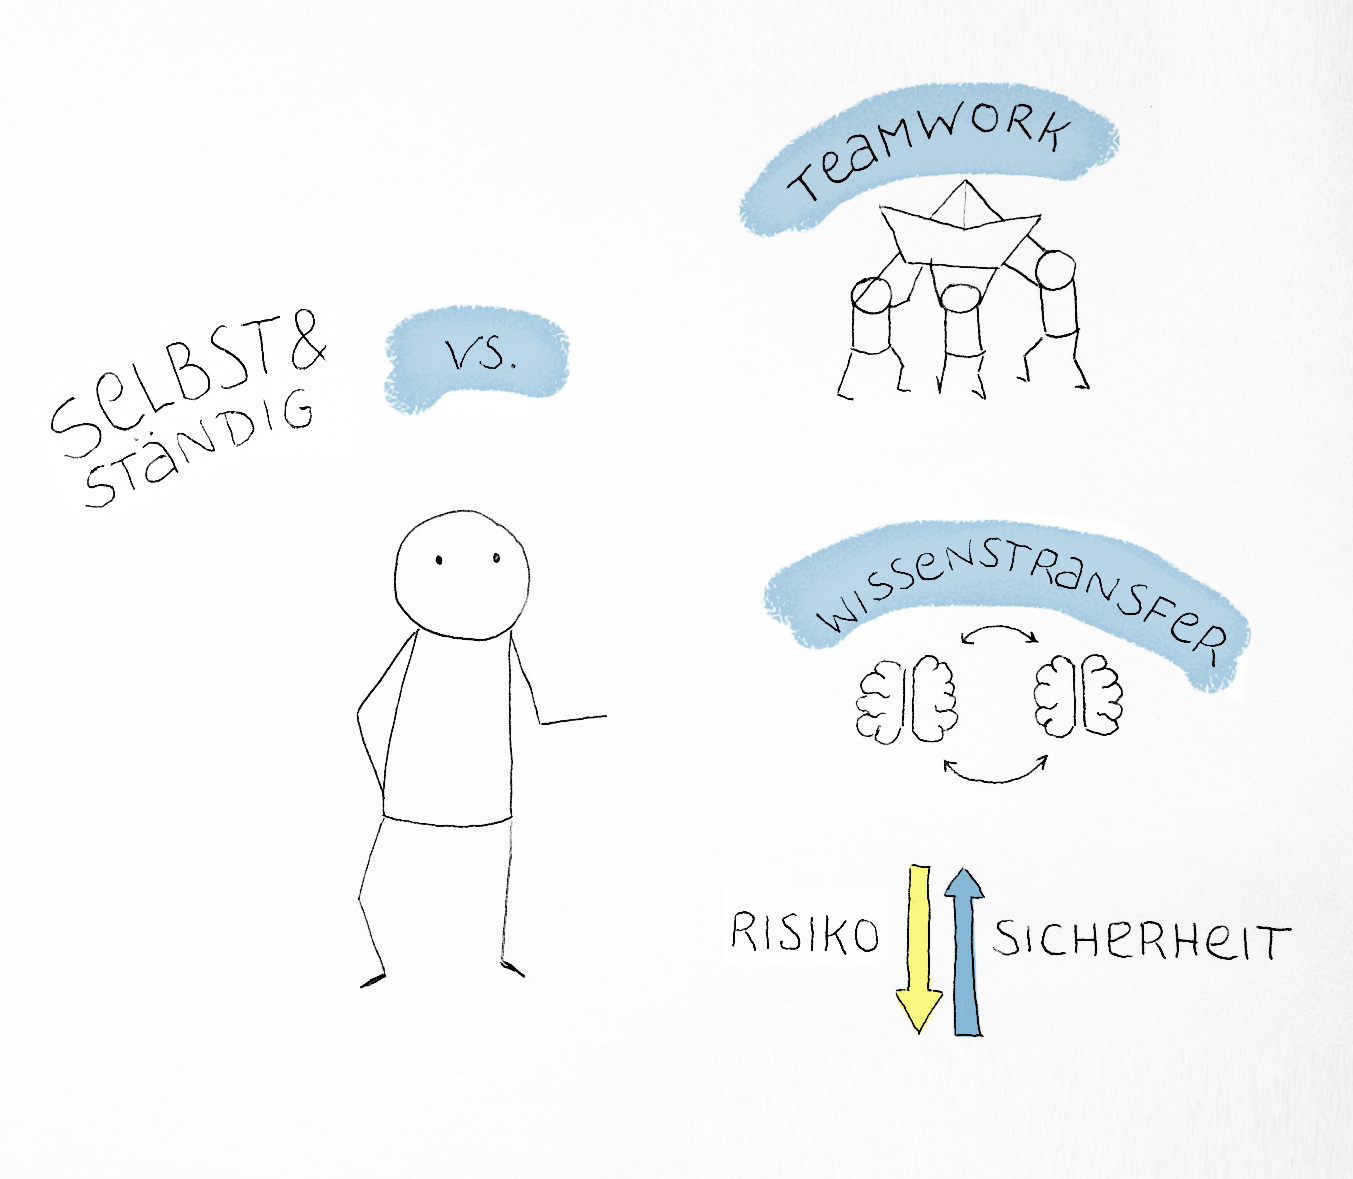 SELBST&
STÄNDIG
VS.
TEAMWORK
WISSENSTRANSFER
RISIKO
SICHERHEIT